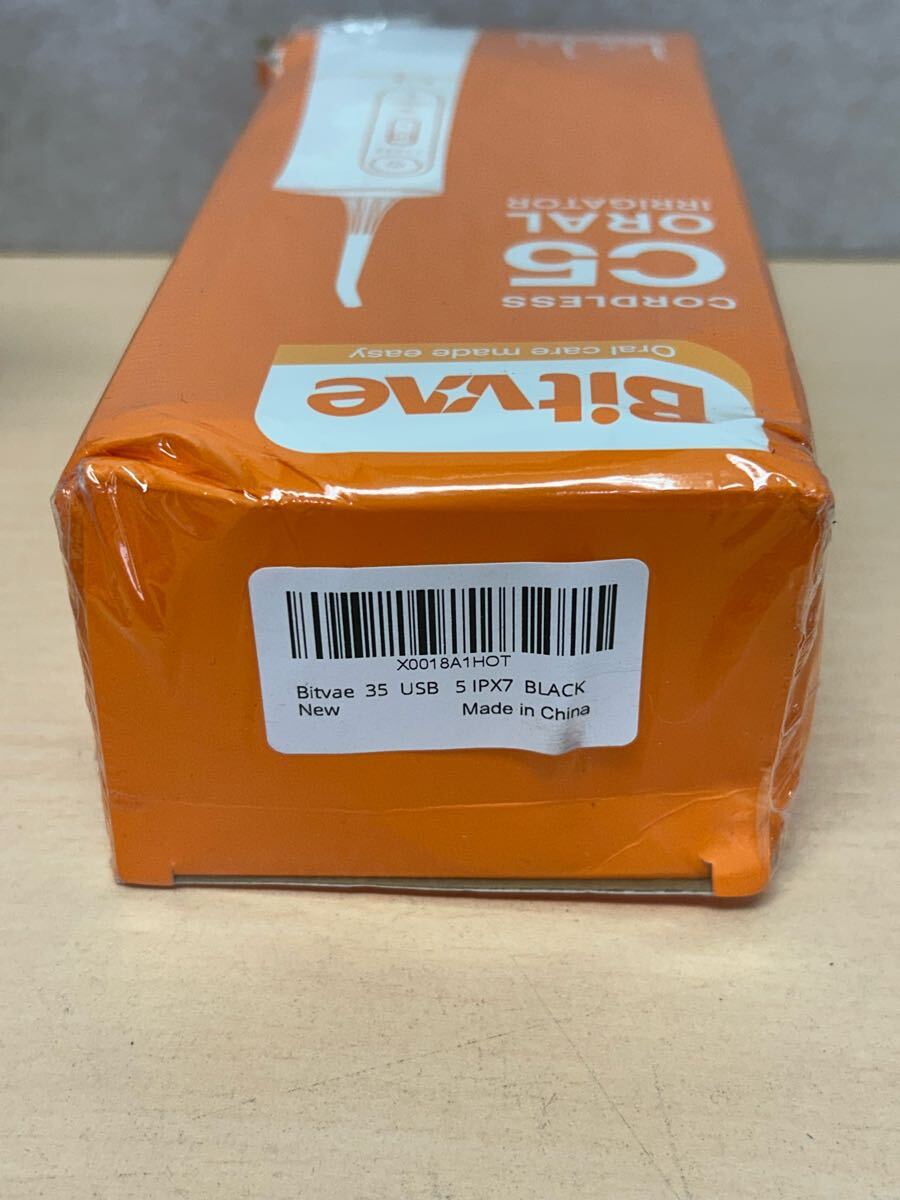 Bitvae
Oral care made easy
CORDLESS
C5
ORAL
IRRIGATOR
X0018A1HOT
Bitvae 35 USB 5 IPX7 BLACK
New Made in China